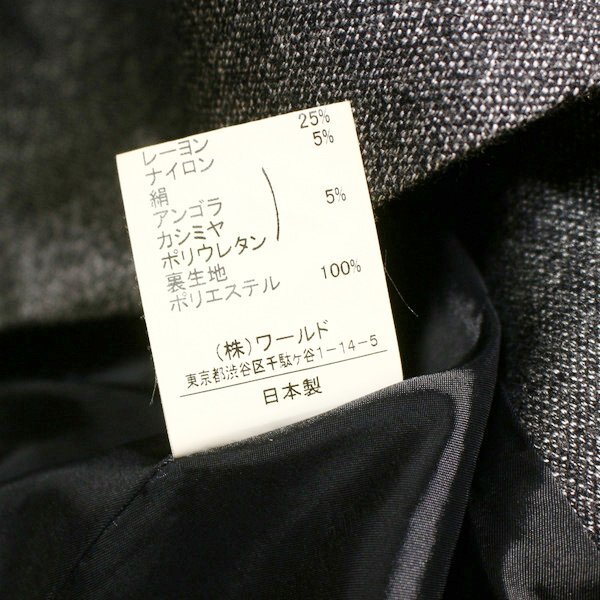 レーヨン 25%
ナイロン 5%
絹
アンゴラ 5%
カシミヤ
ポリウレタン
裏生地
ポリエステル 100%
(株)ワールド
東京都渋谷区千駄ケ谷1-14-5
日本製